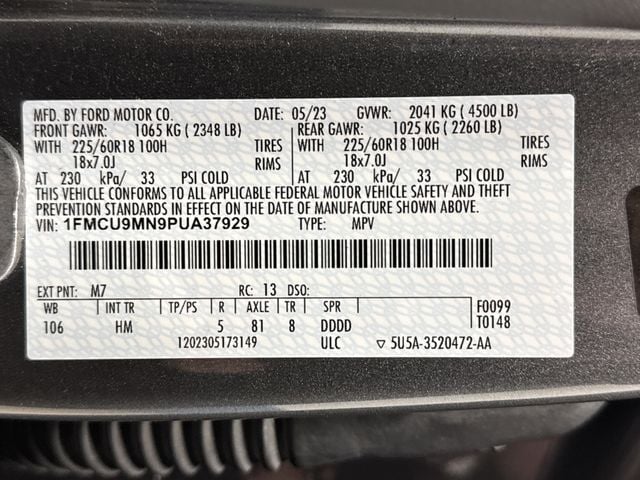 MFD. BY FORD MOTOR CO. DATE: 05/23 GVWR: 2041 KG ( 4500 LB)
FRONT GAWR: 1065 KG ( 2348 LB) REAR GAWR: 1025 KG ( 2260 LB)
WITH 225/60R18 100H TIRES WITH 225/60R18 100H TIRES
18x7.0J RIMS 18x7.0J RIMS
AT 230 kPa/ 33 PSI COLD AT 230 kPa/ 33 PSI COLD
THIS VEHICLE CONFORMS TO ALL APPLICABLE FEDERAL MOTOR VEHICLE SAFETY AND THEFT
PREVENTION STANDARDS IN EFFECT ON THE DATE OF MANUFACTURE SHOWN ABOVE.
VIN: 1FMCU9MN9PUA37929 TYPE: MPV
EXT PNT: M7 RC: 13 DSO:
WB INT TR TP/PS R AXLE TR SPR F0099
106 HM 5 81 8 DDDD T0148
1202305173149 ULC ▽ 5U5A-3520472-AA